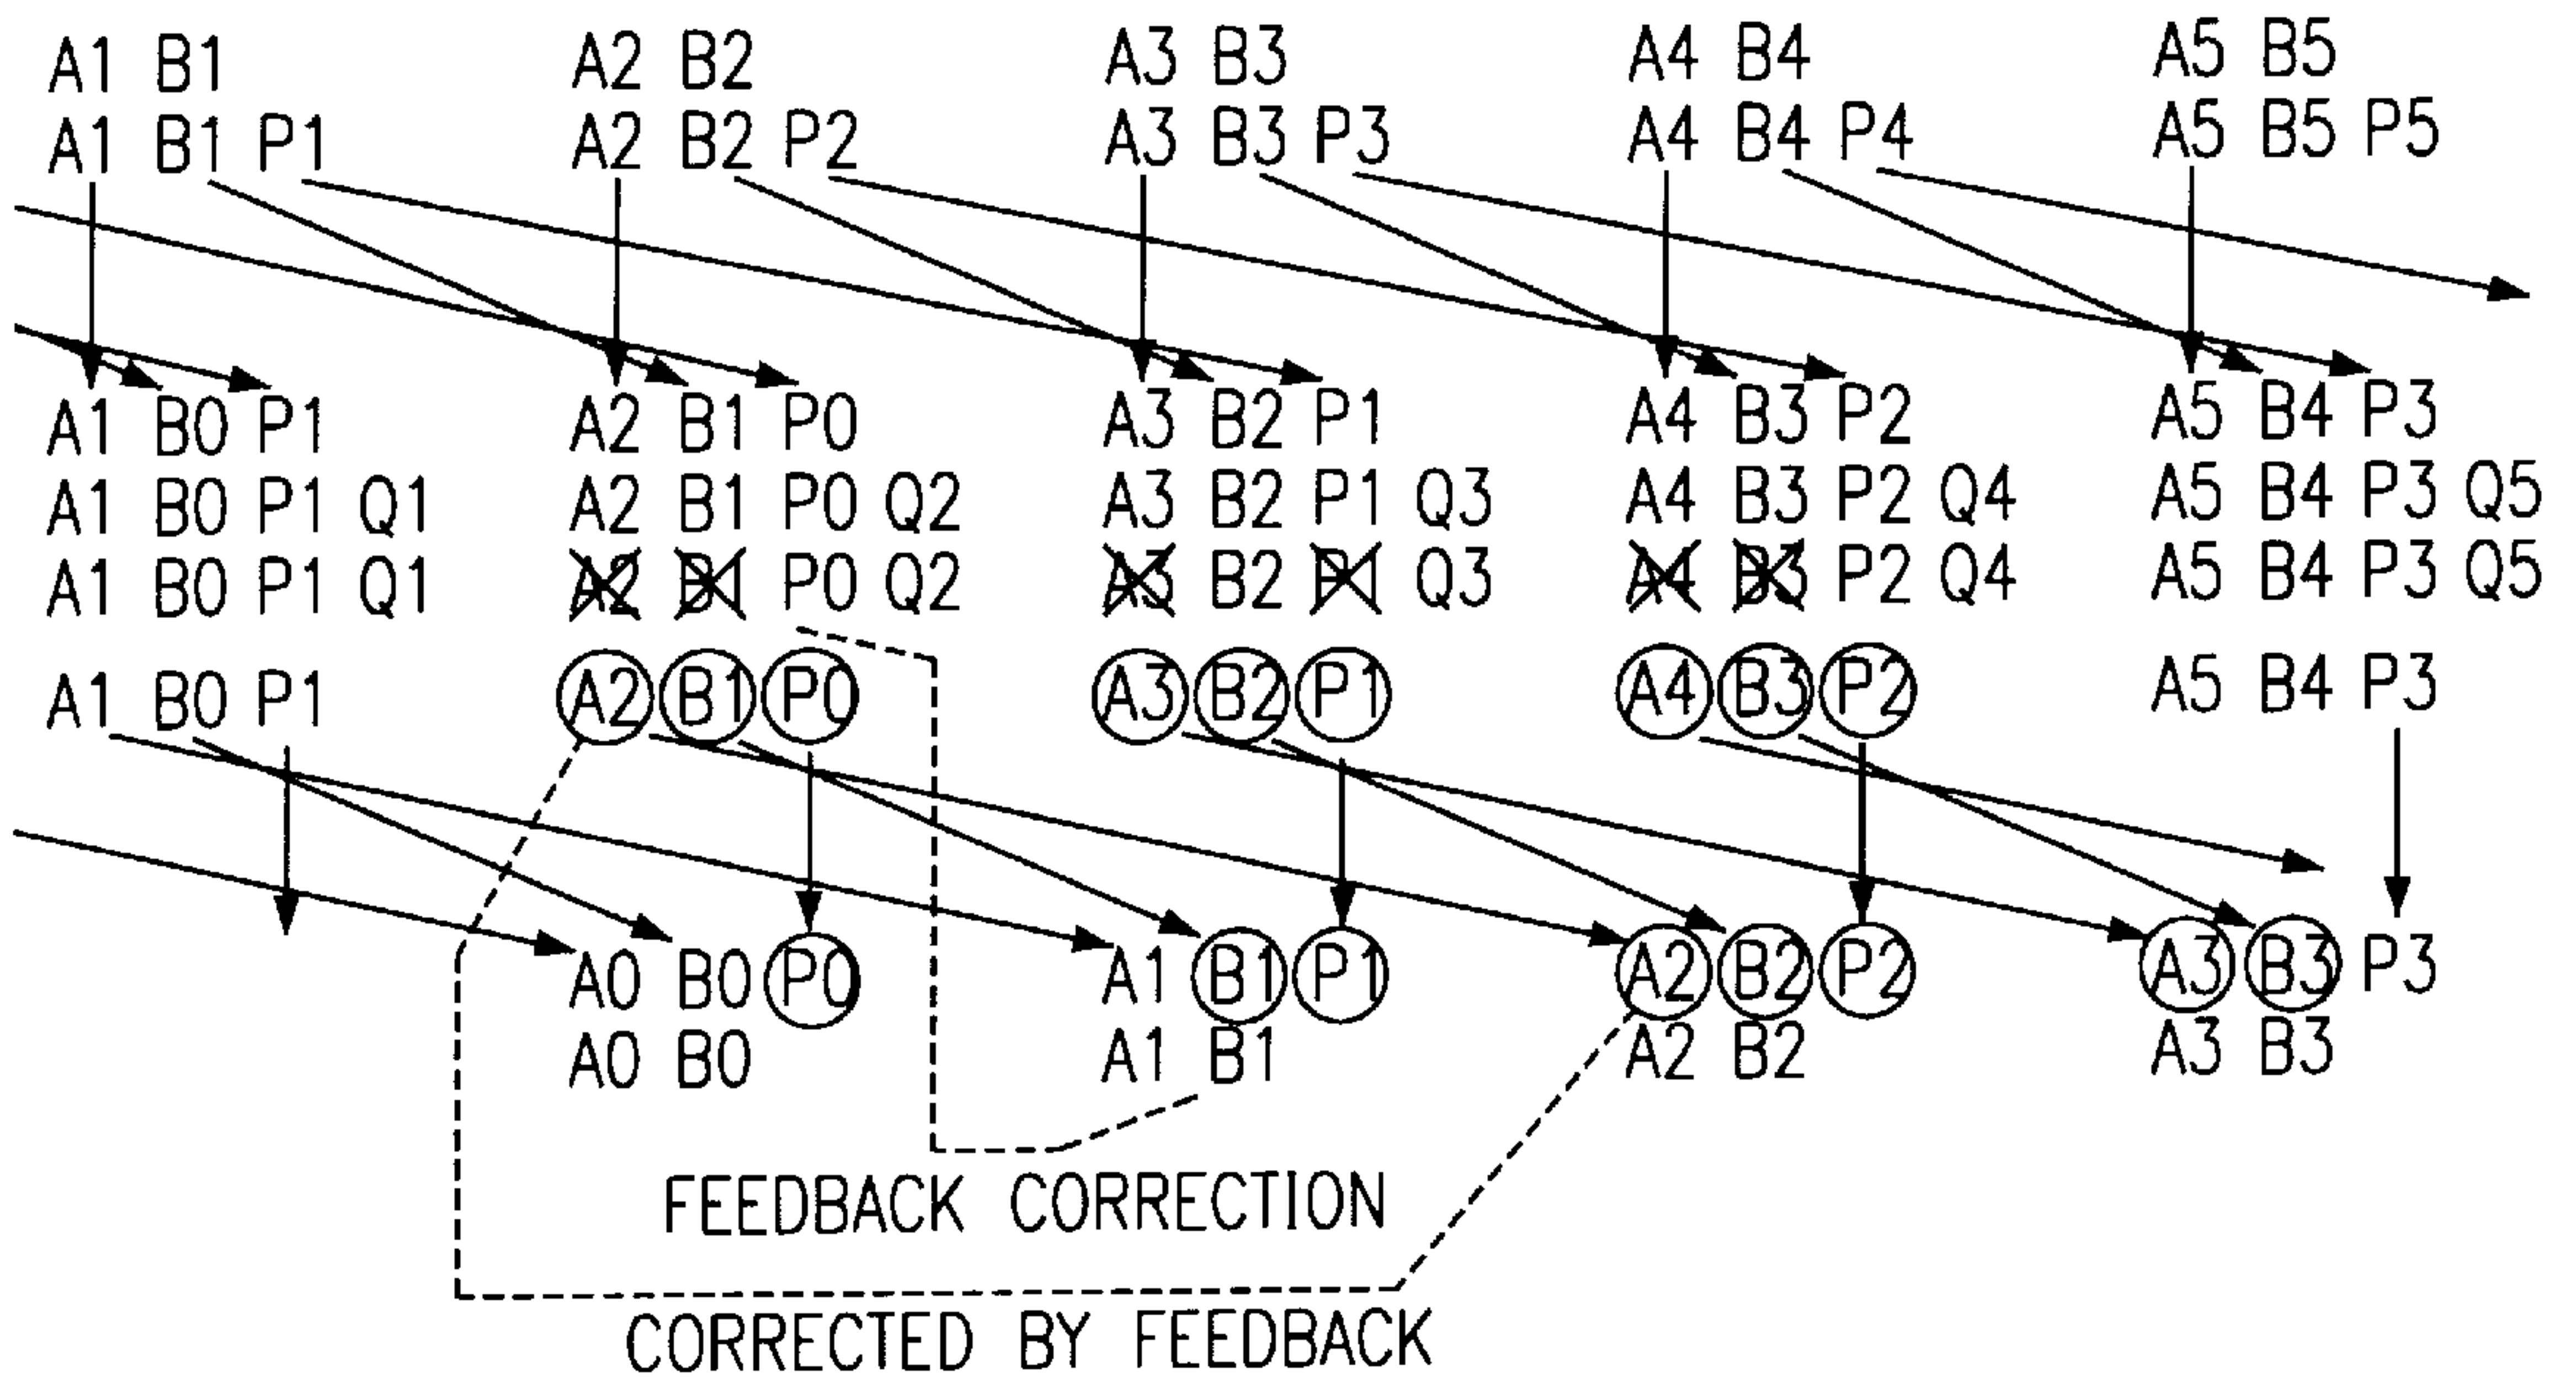 A1 B1 A2 B2 A3 B3 A4 B4 A5 B5
A1 B1 P1 A2 B2 P2 A3 B3 P3 A4 B4 P4 A5 B5 P5
A1 B0 P1 A2 B1 P0 A3 B2 P1 A4 B3 P2 A5 B4 P3
A1 B0 P1 Q1 A2 B1 P0 Q2 A3 B2 P1 Q3 A4 B3 P2 Q4 A5 B4 P3 Q5
A1 B0 P1 Q1 A2 B1 P0 Q2 A3 B2 P1 Q3 A4 B3 P2 Q4 A5 B4 P3 Q5
A1 B0 P1 A2 B1 P0 A3 B2 P1 A4 B3 P2 A5 B4 P3
A0 B0 P0 A1 B1 P1 A2 B2 P2 A3 B3 P3
A0 B0 A1 B1 A2 B2 A3 B3
FEEDBACK CORRECTION
CORRECTED BY FEEDBACK